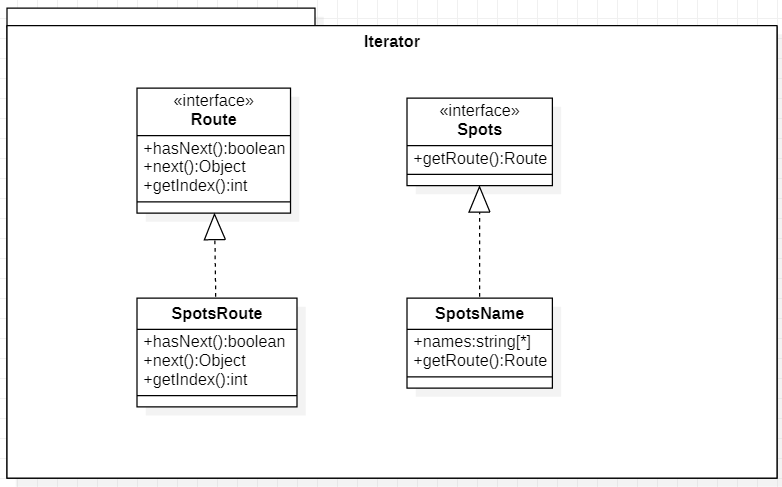 Iterator
«interface»
Route
+hasNext():boolean
+next():Object
+getIndex():int
«interface»
Spots
+getRoute():Route
SpotsRoute
+hasNext():boolean
+next():Object
+getIndex():int
SpotsName
+names:string[*]
+getRoute():Route